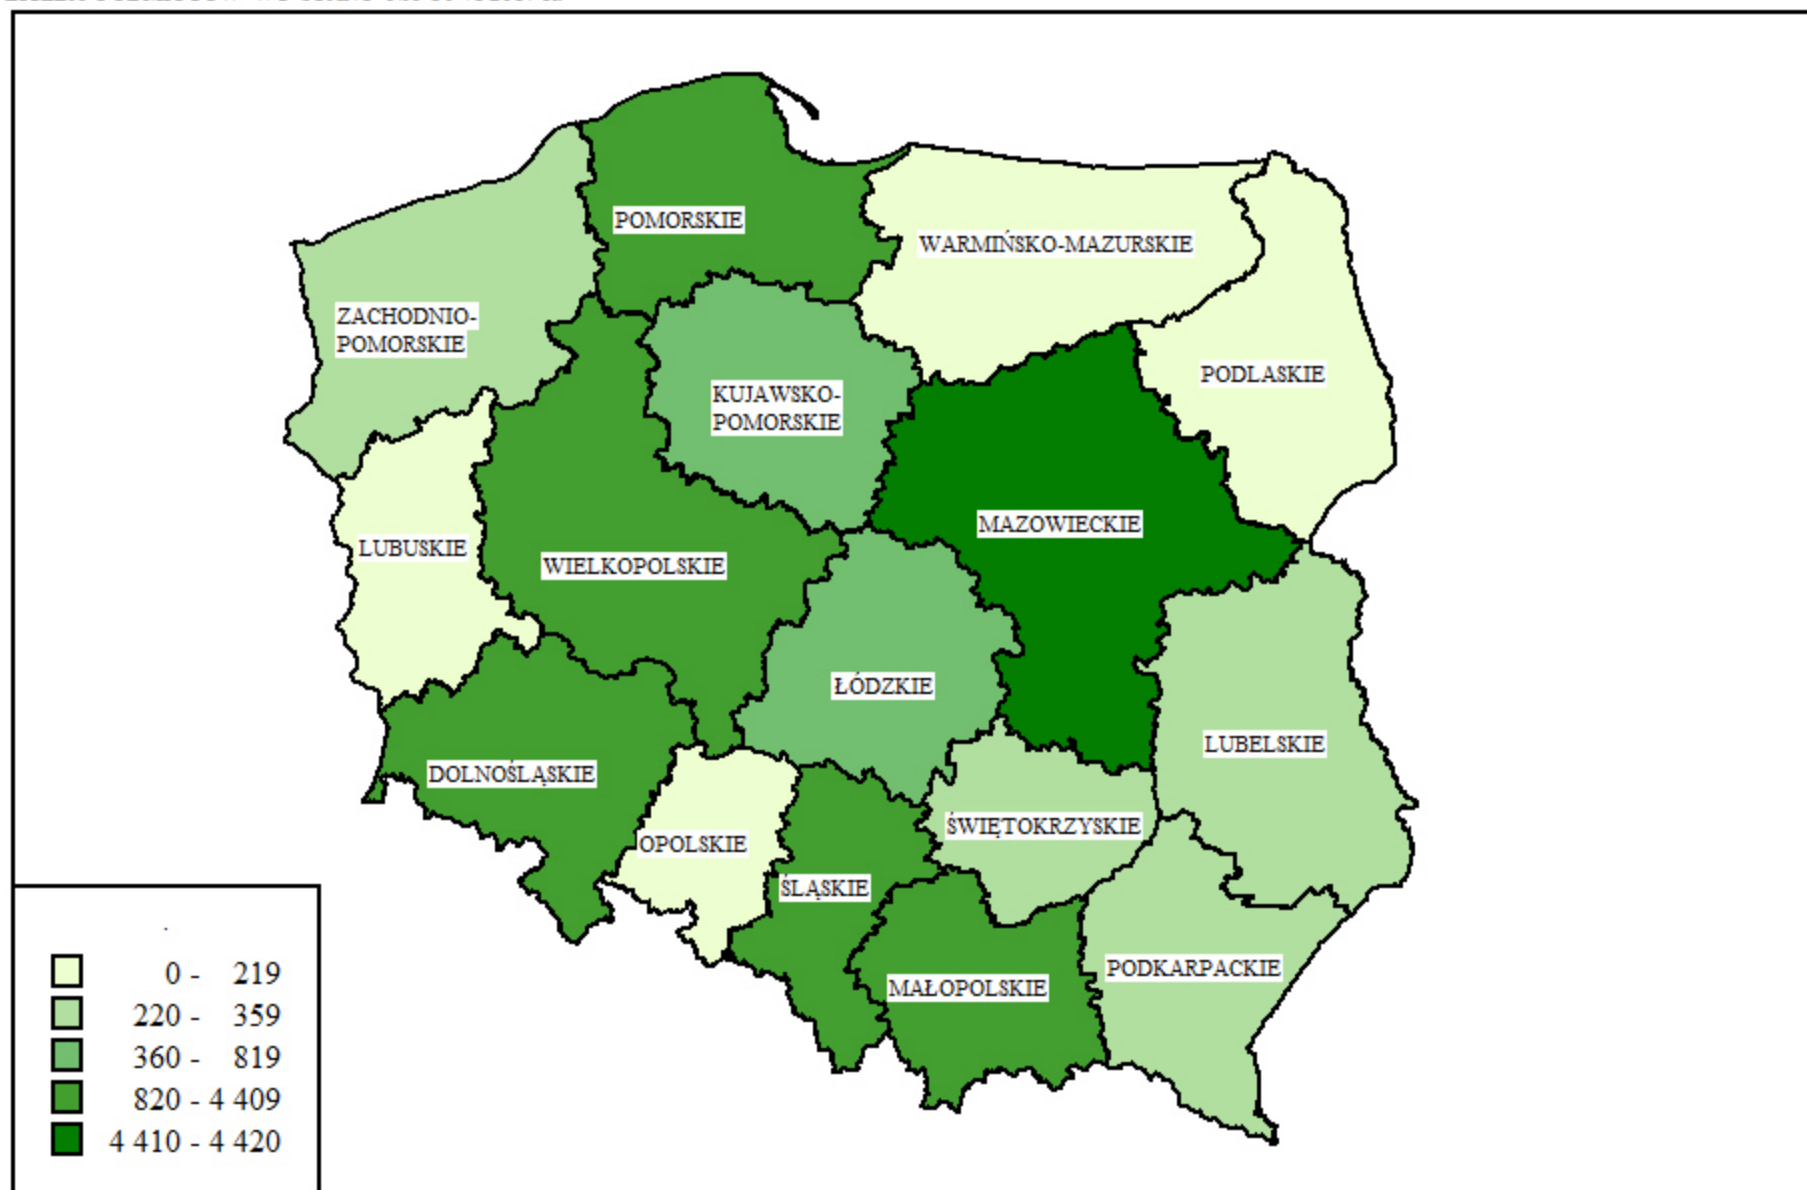 POMORSKIE
WARMIŃSKO-MAZURSKIE
ZACHODNIO-
POMORSKIE
PODLASKIE
KUJAWSKO-
POMORSKIE
MAZOWIECKIE
LUBUSKIE
WIELKOPOLSKIE
ŁÓDZKIE
LUBELSKIE
DOLNOŚLĄSKIE
ŚWIĘTOKRZYSKIE
OPOLSKIE
ŚLĄSKIE
PODKARPACKIE
MAŁOPOLSKIE
0 - 219
220 - 359
360 - 819
820 - 4 409
4 410 - 4 420